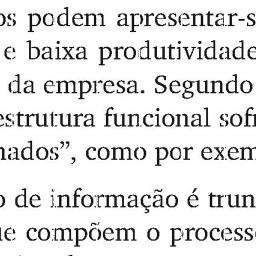 os podem apresentar-s
e baixa produtividade
da empresa. Segundo
estrutura funcional sof
nados”, como por exem
o de informação é trun
ue compõem o process